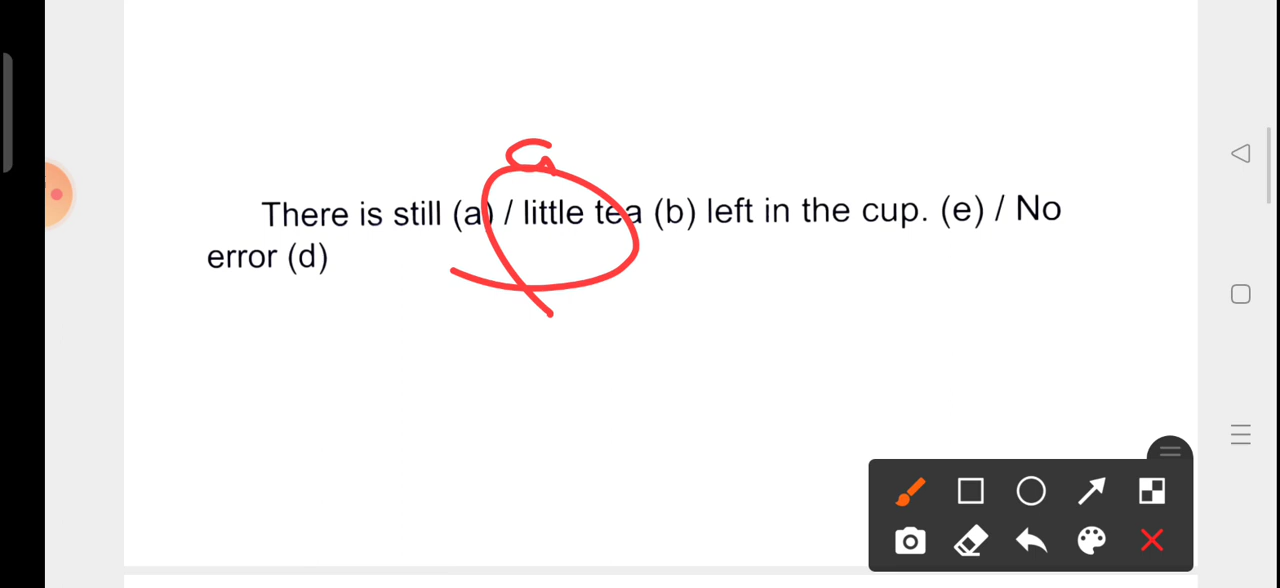 a
There is still (a) / little tea (b) left in the cup. (e) / No
error (d)